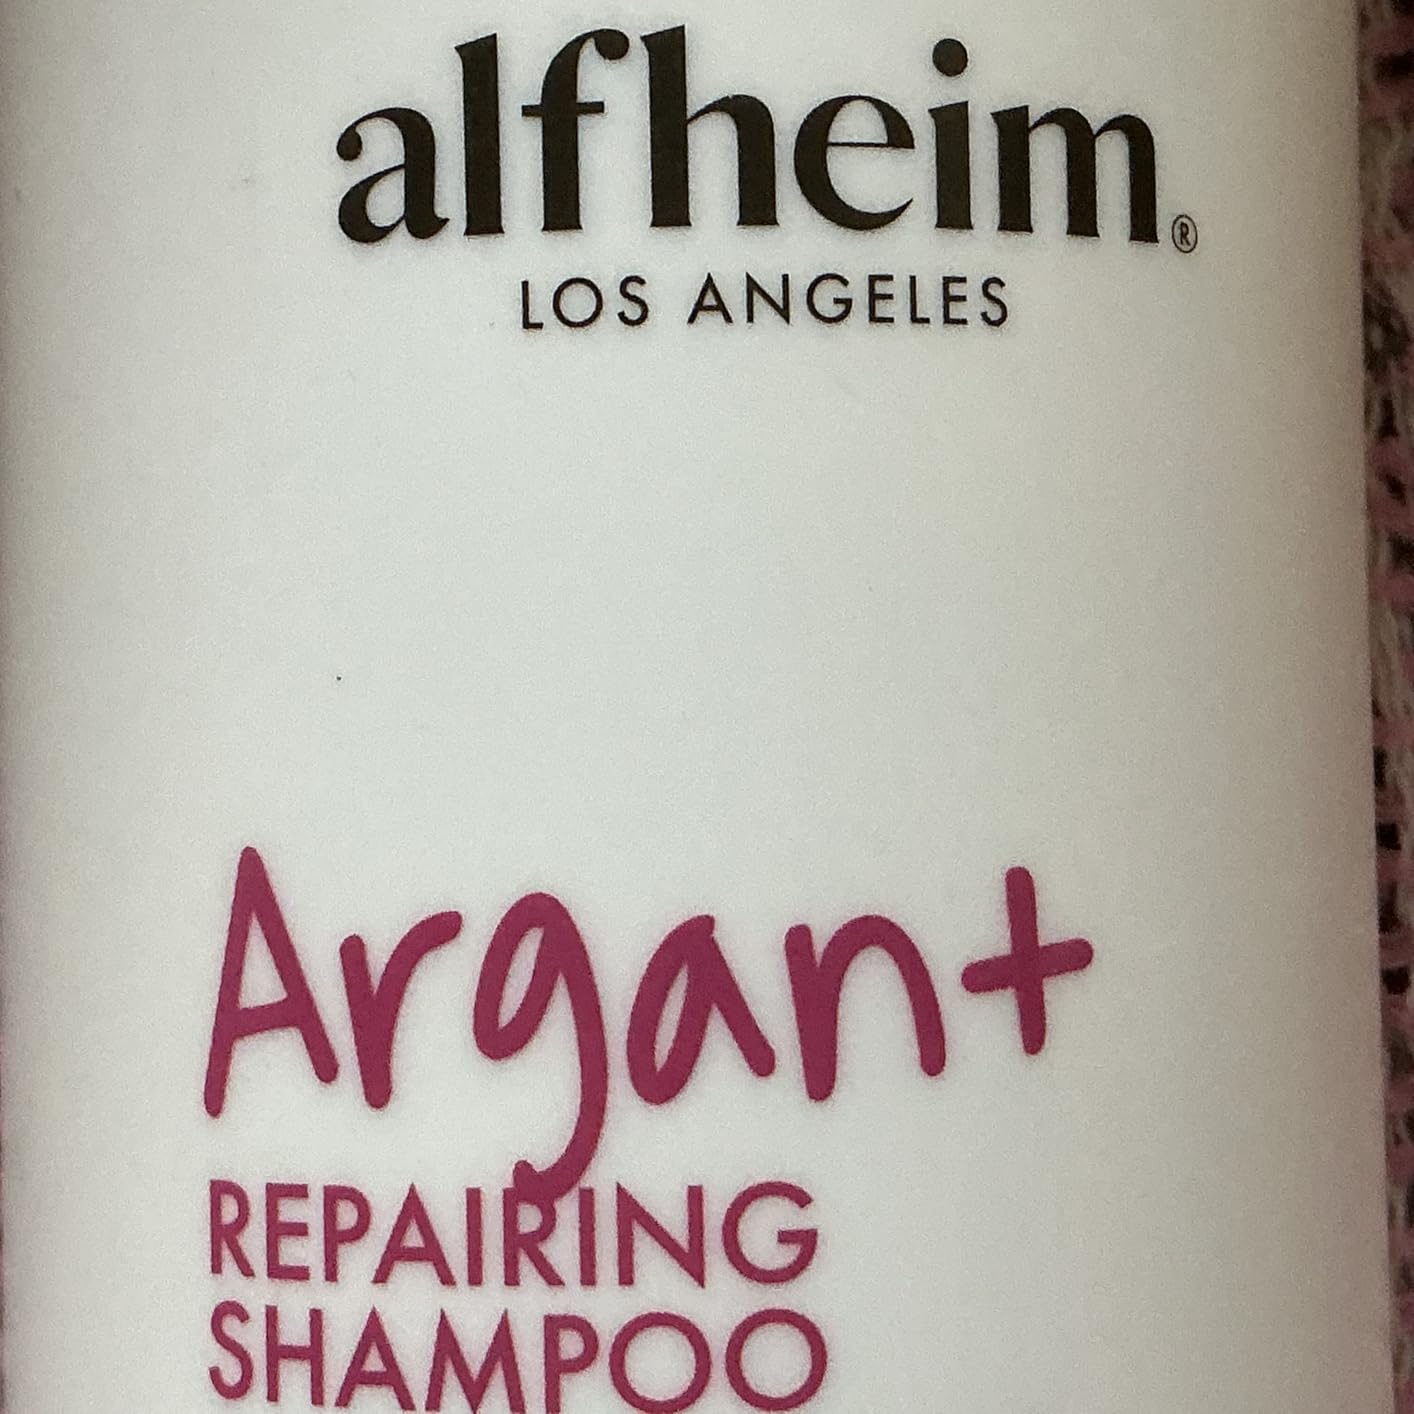 alfheim®
LOS ANGELES
Argan+
REPAIRING
SHAMPOO